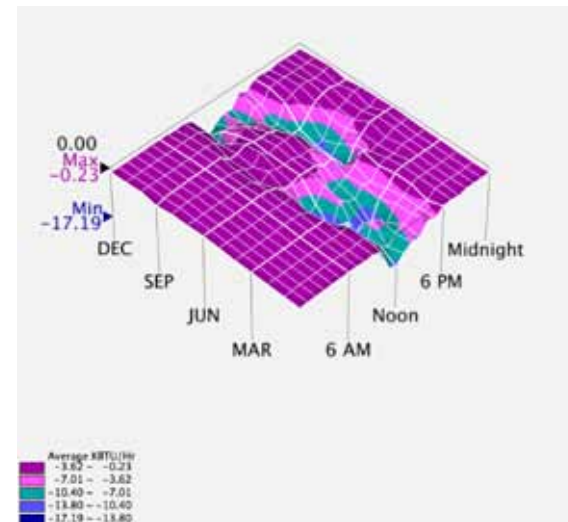 0.00
Max
-0.23
Min
-17.19
DEC
SEP
JUN
MAR
6 AM
Noon
6 PM
Midnight
Average KBTU/Hr
-3.62 - -0.23
-7.01 - -3.62
-10.40 - -7.01
-13.80 - -10.40
-17.19 - -13.80